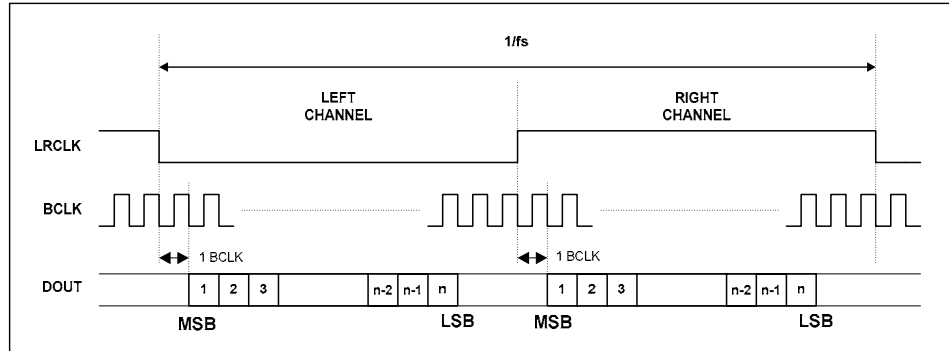 1/fs
LEFT
CHANNEL
RIGHT
CHANNEL
LRCLK
BCLK
1 BCLK
1 BCLK
DOUT
1 2 3 n-2 n-1 n 1 2 3 n-2 n-1 n
MSB LSB MSB LSB